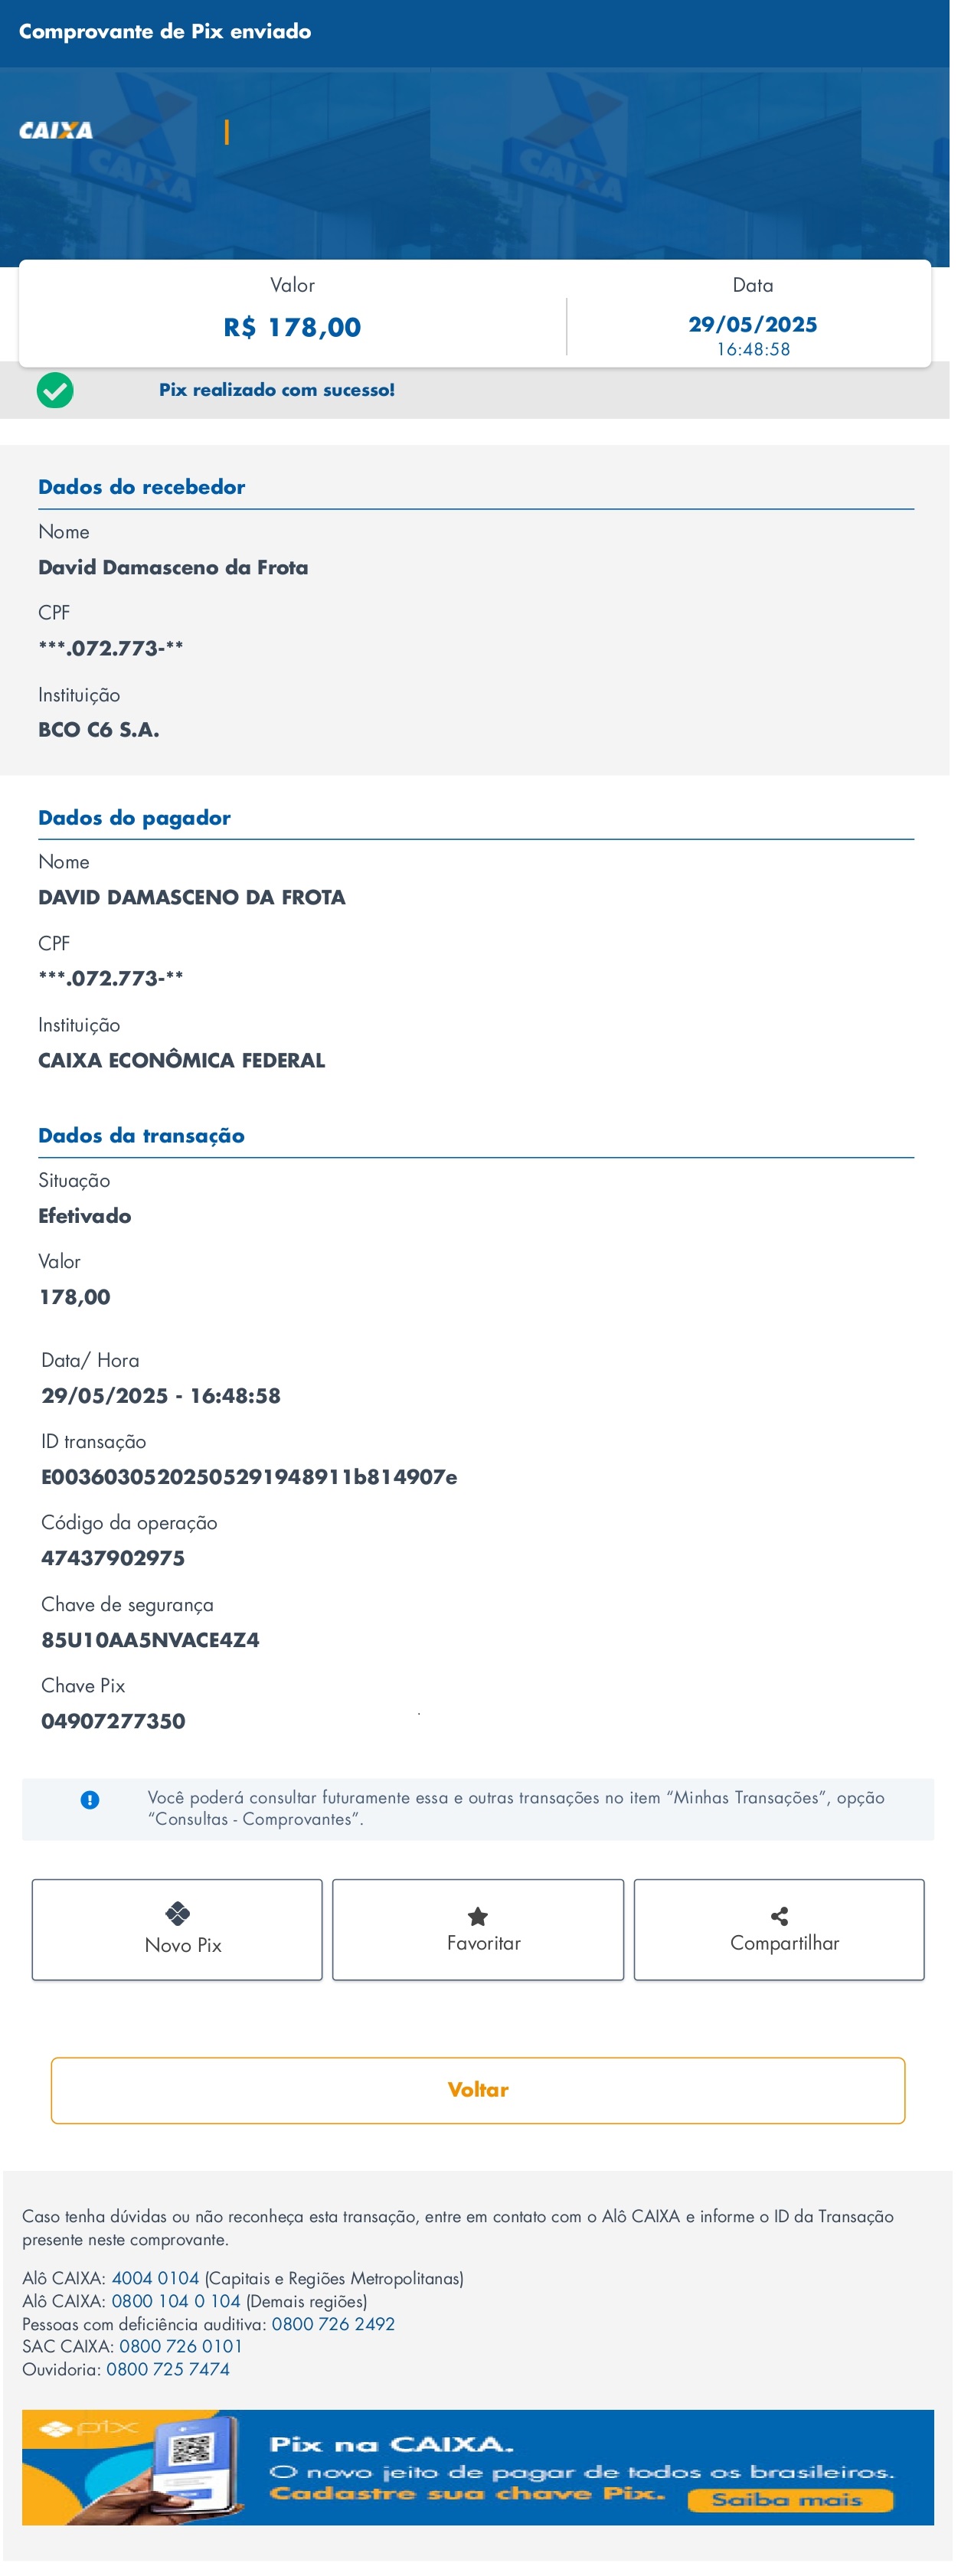 Comprovante de Pix enviado
CAIXA
CAIXA
CAIXA
Valor
Data
R$ 178,00
29/05/2025
16:48:58
Pix realizado com sucesso!
Dados do recebedor
Nome
David Damasceno da Frota
CPF
***.072.773-**
Instituição
BCO C6 S.A.
Dados do pagador
Nome
DAVID DAMASCENO DA FROTA
CPF
***.072.773-**
Instituição
CAIXA ECONÔMICA FEDERAL
Dados da transação
Situação
Efetivado
Valor
178,00
Data/ Hora
29/05/2025 - 16:48:58
ID transação
E00360305202505291948911b814907e
Código da operação
47437902975
Chave de segurança
85U10AA5NVACE4Z4
Chave Pix
04907277350
Você poderá consultar futuramente essa e outras transações no item “Minhas Transações”, opção
“Consultas - Comprovantes”.
Novo Pix
Favoritar
Compartilhar
Voltar
Caso tenha dúvidas ou não reconheça esta transação, entre em contato com o Alô CAIXA e informe o ID da Transação
presente neste comprovante.
Alô CAIXA: 4004 0104 (Capitais e Regiões Metropolitanas)
Alô CAIXA: 0800 104 0 104 (Demais regiões)
Pessoas com deficiência auditiva: 0800 726 2492
SAC CAIXA: 0800 726 0101
Ouvidoria: 0800 725 7474
pix
Pix na CAIXA.
O novo jeito de pagar de todos os brasileiros.
Cadastre sua chave Pix.
Saiba mais